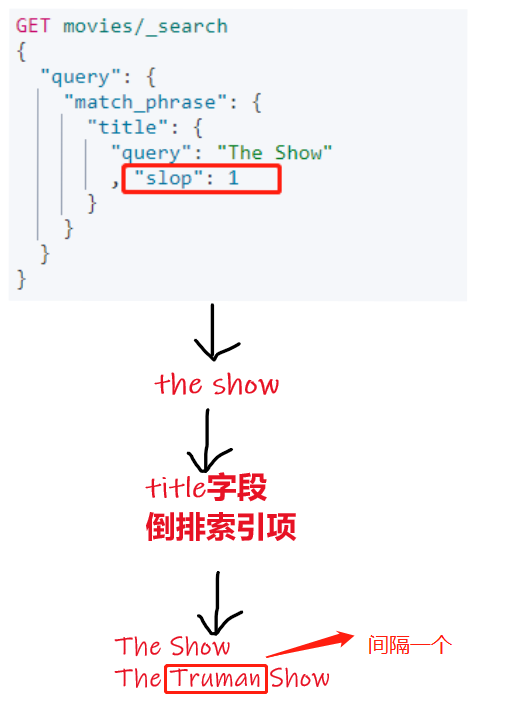 GET movies/_search
{
  "query": {
    "match_phrase": {
      "title": {
        "query": "The Show"
        , "slop": 1
      }
    }
  }
}
the show
title字段
倒排索引项
The Show
间隔一个
The Truman Show